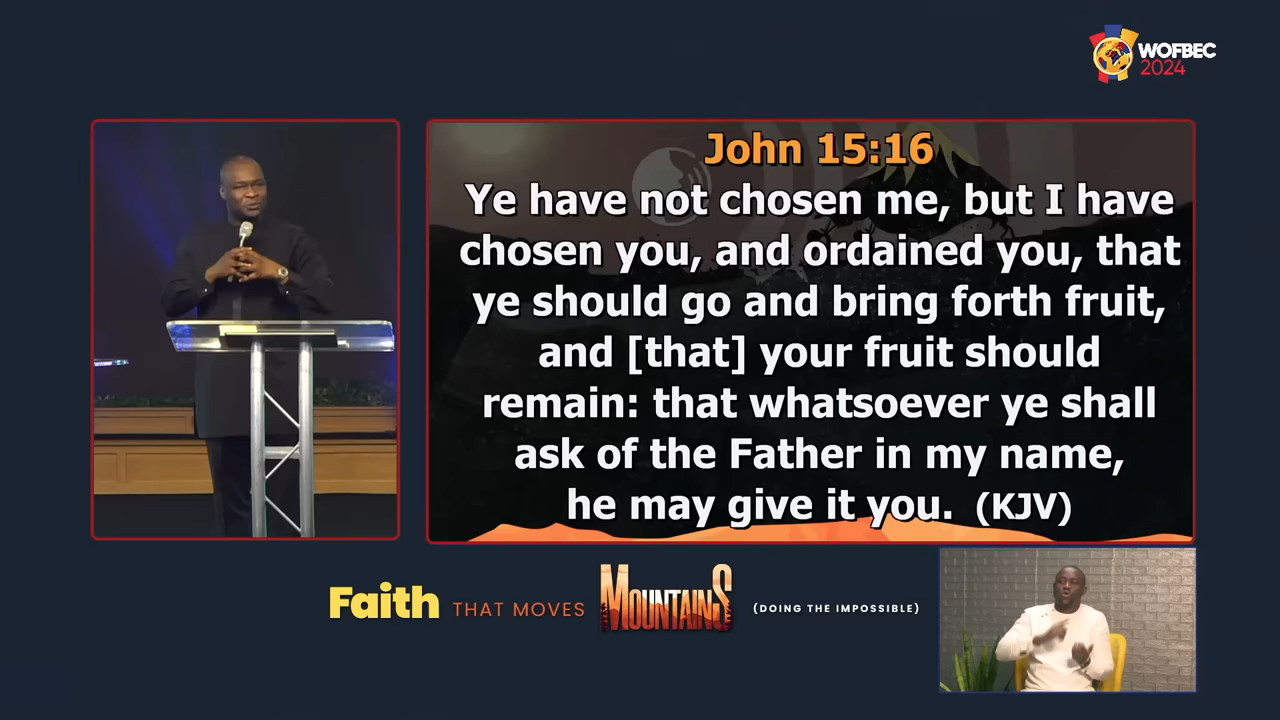 WOFBEC
2024
John 15:16
Ye have not chosen me, but I have
chosen you, and ordained you, that
ye should go and bring forth fruit,
and [that] your fruit should
remain: that whatsoever ye shall
ask of the Father in my name,
he may give it you. (KJV)
Faith THAT MOVES MOUNTAINS (DOING THE IMPOSSIBLE)